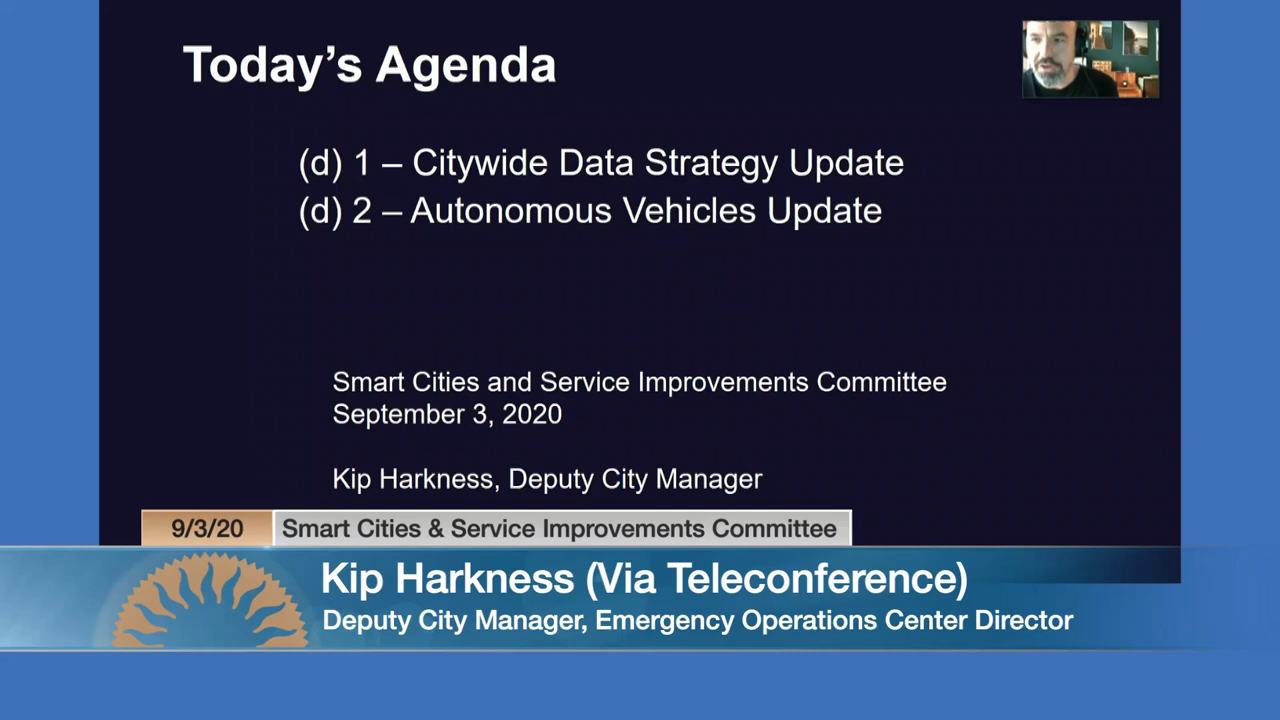 Today's Agenda
(d) 1 – Citywide Data Strategy Update
(d) 2 – Autonomous Vehicles Update
Smart Cities and Service Improvements Committee
September 3, 2020
Kip Harkness, Deputy City Manager
9/3/20 Smart Cities & Service Improvements Committee
Kip Harkness (Via Teleconference)
Deputy City Manager, Emergency Operations Center Director